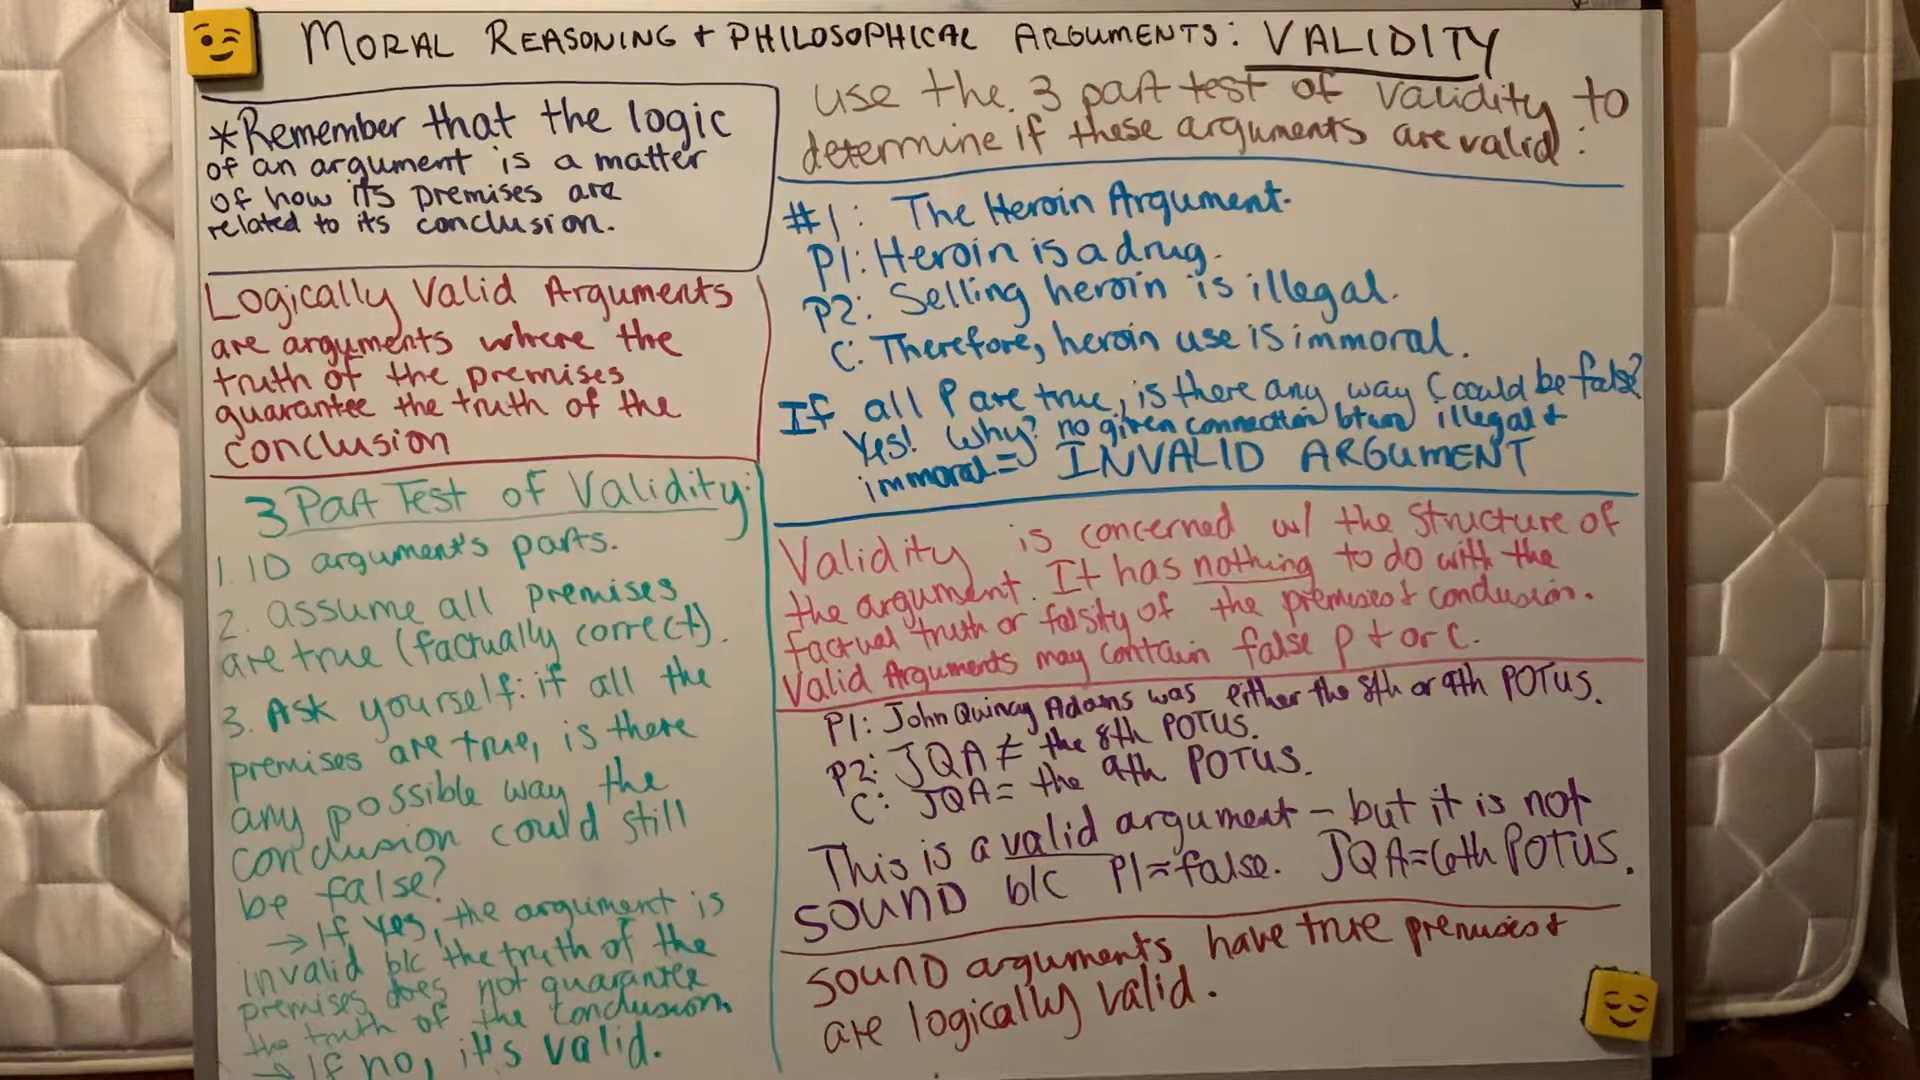 MORAL REASONING + PHILOSOPHICAL ARGUMENTS: VALIDITY
*Remember that the logic
of an argument is a matter
of how its premises are
related to its conclusion.
Logically Valid Arguments
are arguments where the
truth of the premises
guarantee the truth of the
conclusion
3 Part Test of Validity:
1. ID arguments parts.
2. assume all premises
are true (factually correct).
3. Ask yourself: if all the
premises are true, is there
any possible way the
conclusion could still
be false?
→ If yes, the argument is
invalid b/c the truth of the
premises does not guarantee
the truth of the conclusion
→ If no, it's valid.
use the 3 part test of validity to
determine if these arguments are valid:
#1: The Heroin Argument.
P1: Heroin is a drug.
P2: Selling heroin is illegal.
C: Therefore, heroin use is immoral.
If all P are true, is there any way C could be false?
Yes! Why? no given connection btwn illegal +
immoral = INVALID ARGUMENT
Validity is concerned w/ the structure of
the argument. It has nothing to do with the
factual truth or falsity of the premises + conclusion.
Valid Arguments may contain false P + or C.
P1: John Quincy Adams was either the 8th or 9th POTUS.
P2: JQA ≠ the 8th POTUS.
C: JQA = the 9th POTUS.
This is a valid argument - but it is not
SOUND b/c P1 = false. JQA = 6th POTUS.
SOUND arguments have true premises +
are logically valid.